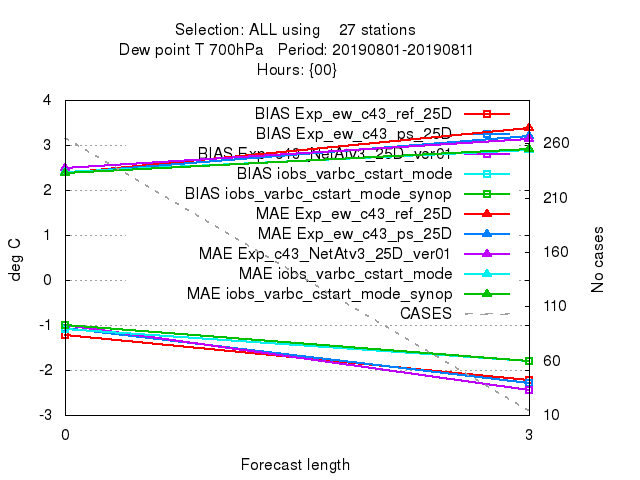 Selection: ALL using 27 stations
Dew point T 700hPa Period: 20190801-20190811
Hours: {00}
4
3
2
1
0
-1
-2
-3
deg C
BIAS Exp_ew_c43_ref_25D
BIAS Exp_ew_c43_ps_25D
BIAS Exp_c43_NetAtv3_25D_ver01
BIAS iobs_varbc_cstart_mode
BIAS iobs_varbc_cstart_mode_synop
MAE Exp_ew_c43_ref_25D
MAE Exp_ew_c43_ps_25D
MAE Exp_c43_NetAtv3_25D_ver01
MAE iobs_varbc_cstart_mode
MAE iobs_varbc_cstart_mode_synop
CASES
260
210
160
110
60
10
No cases
0
3
Forecast length